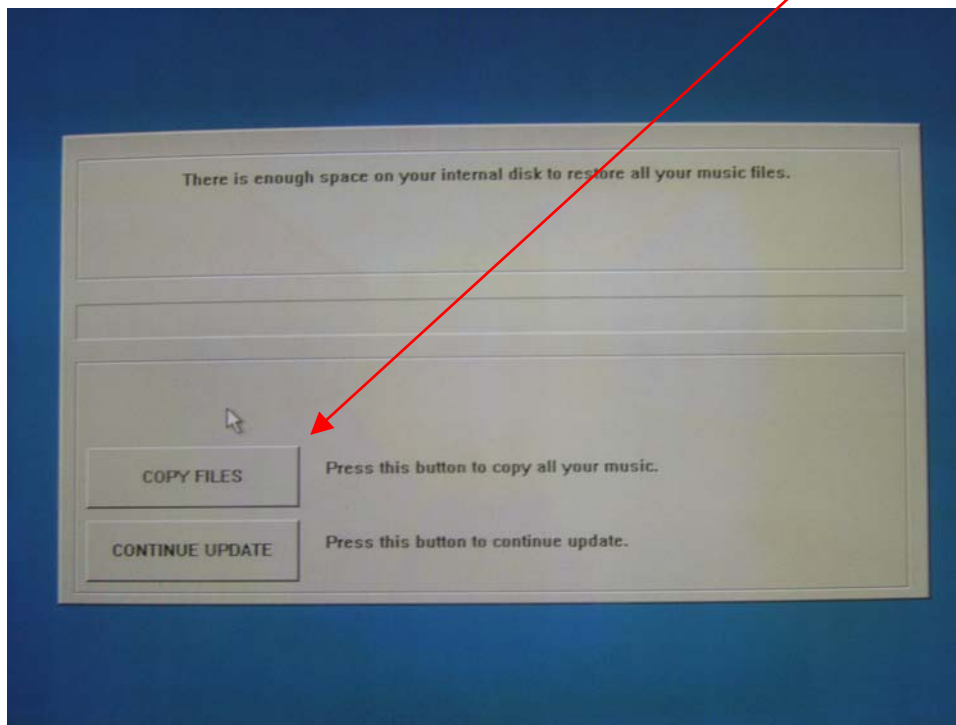 There is enough space on your internal disk to restore all your music files.
COPY FILES
Press this button to copy all your music.
CONTINUE UPDATE
Press this button to continue update.